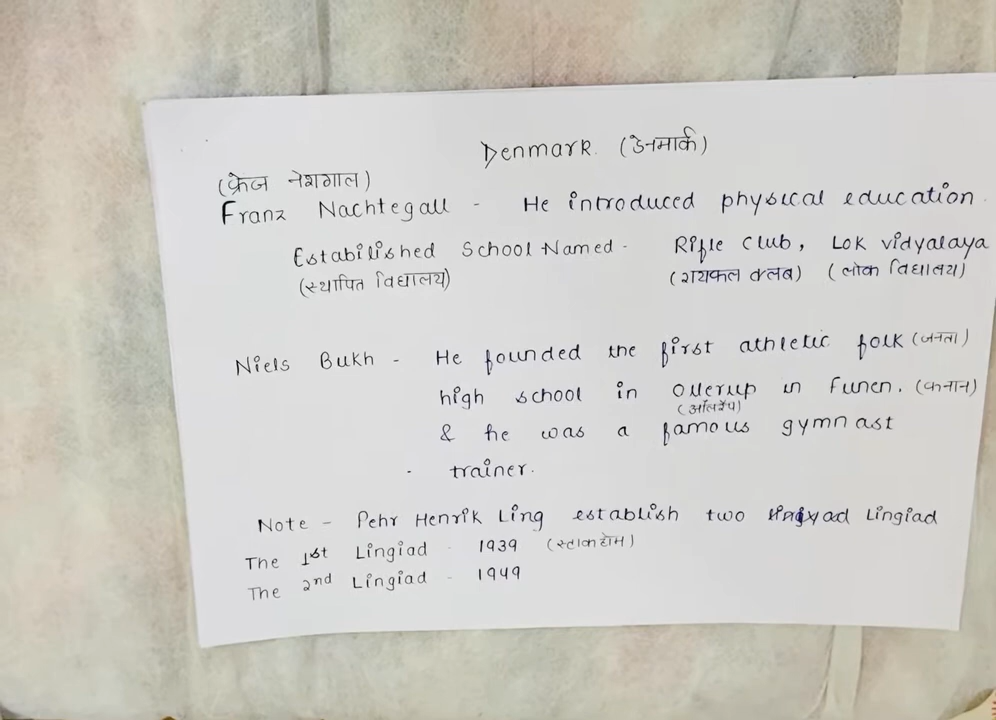 Denmark. (डेनमार्क)
(फ्रेज नेशगाल)
Franz Nachtegall - He introduced physical education.
Estabilished School Named - Rifle Club, Lok vidyalaya
(स्थापित विद्यालय) (रायकल क्लब) (लोक विद्यालय)
Niels Bukh - He founded the first athletic folk (जनता)
high school in Ollerup in Funen. (फनान)
(ऑलरैप)
& he was a famous gymnast
trainer.
Note - Pehr Henrik Ling establish two Lingiad
The 1st Lingiad - 1939 (स्टाकहोम)
The 2nd Lingiad - 1949